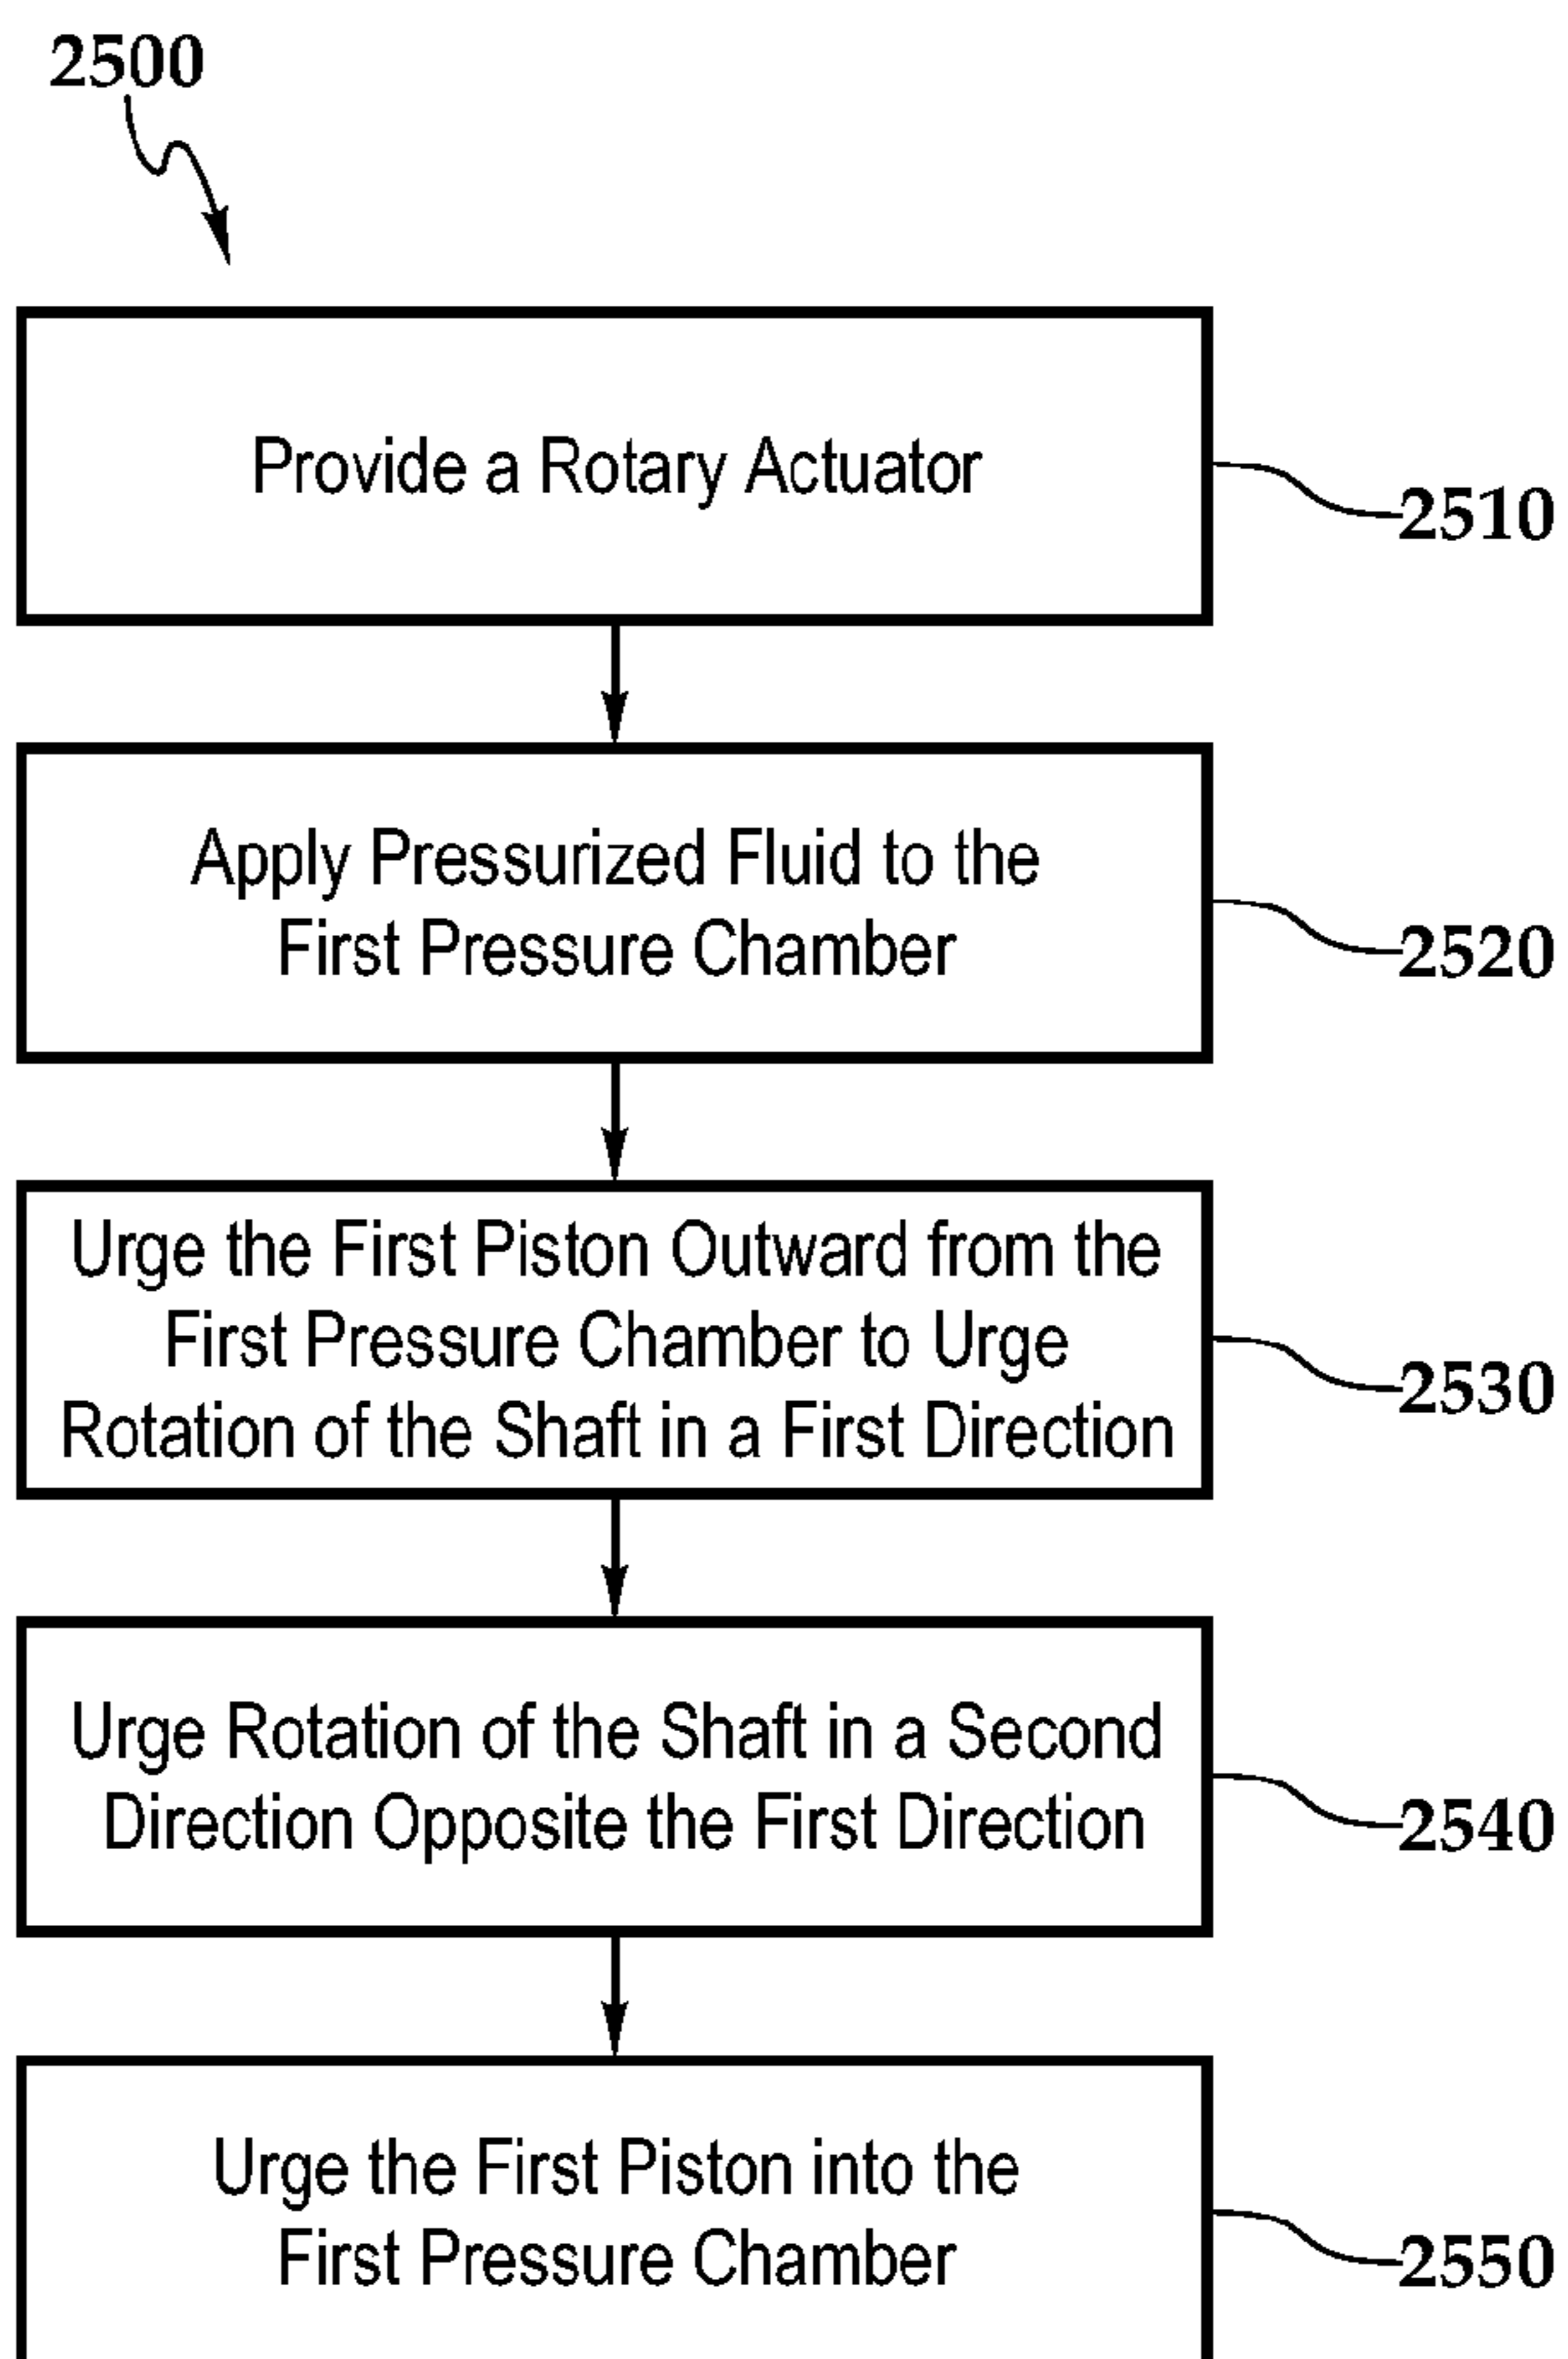 2500
Provide a Rotary Actuator
2510
Apply Pressurized Fluid to the
First Pressure Chamber
2520
Urge the First Piston Outward from the
First Pressure Chamber to Urge
Rotation of the Shaft in a First Direction
2530
Urge Rotation of the Shaft in a Second
Direction Opposite the First Direction
2540
Urge the First Piston into the
First Pressure Chamber
2550